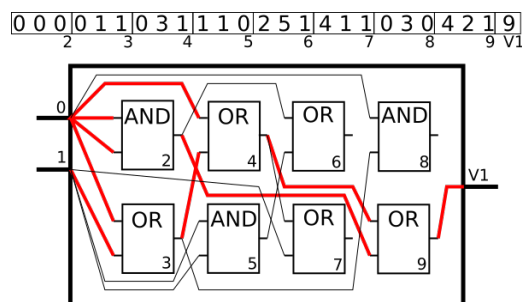 0 0 0 0 1 1 0 3 1 1 1 0 2 5 1 4 1 1 0 3 0 4 2 1 9
2 3 4 5 6 7 8 9 V1
0 AND OR OR AND
2 4 6 8
1 V1
OR AND OR OR
3 5 7 9